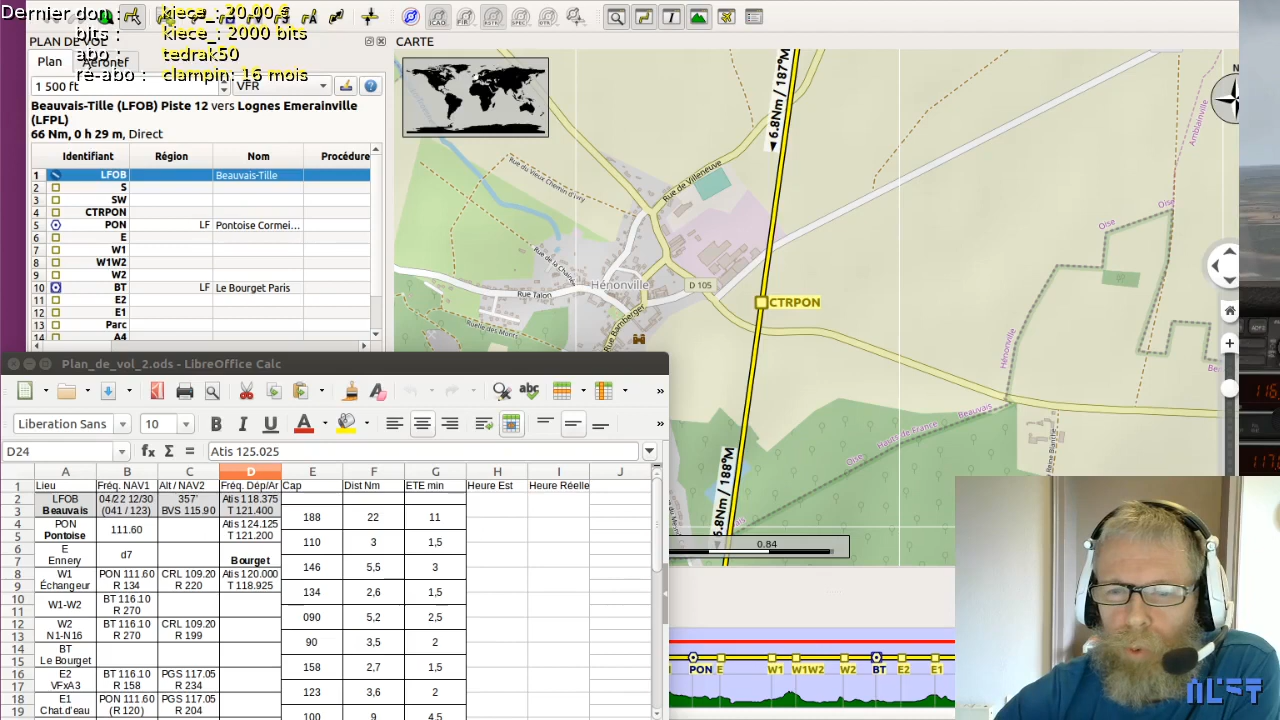 Dernier don : kiece_: 20.00 €
bits : kiece_: 2000 bits
abo : tedrak50
ré-abo : clampin: 16 mois
PLAN DE VOL
CARTE
Plan
Aéronef
1 500 ft
VFR
Beauvais-Tille (LFOB) Piste 12 vers Lognes Emerainville
(LFPL)
66 Nm, 0 h 29 m, Direct
Identifiant Région Nom Procédure
1 LFOB Beauvais-Tille
2 S
3 SW
4 CTRPON
5 PON LF Pontoise Cormei...
6 E
7 W1
8 W1W2
9 W2
10 BT LF Le Bourget Paris
11 E2
12 E1
13 Parc
14 A4
◄ 6.8Nm / 187°M
Rue de Villeneuve
Rue du Vieux Chemin d'Ivry
Rue de la Chaine
Rue Talon
Hénonville
D 105
Rue Bamberger
Ruelle des Monts
CTRPON
Oise
Oise
Amblainville
Hénonville
Beauvais
Hauts-de-France
Oise
6.8Nm / 188°M
0.84
N
Plan_de_vol_2.ods - LibreOffice Calc
Liberation Sans
10
D24
Atis 125.025
A B C D E F G H I J
1 Lieu Fréq. NAV1 Alt / NAV2 Fréq. Dép/Ar Cap Dist Nm ETE min Heure Est Heure Réelle
2 LFOB 04/22 12/30 357' Atis 118.375
3 Beauvais (041 / 123) BVS 115.90 T 121.400
188 22 11
4 PON 111.60 Atis 124.125
5 Pontoise T 121.200
110 3 1,5
6 E d7
7 Ennery Bourget
146 5,5 3
8 W1 PON 111.60 CRL 109.20 Atis 120.000
9 Échangeur R 134 R 220 T 118.925
134 2,6 1,5
10 W1-W2 BT 116.10
11 R 270
090 5,2 2,5
12 W2 BT 116.10 CRL 109.20
13 N1-N16 R 270 R 199
90 3,5 2
14 BT
15 Le Bourget
158 2,7 1,5
16 E2 BT 116.10 PGS 117.05
17 VFxA3 R 158 R 234
123 3,6 2
18 E1 PON 111.60 PGS 117.05
19 Chat.d'eau (R 120) R 204
100 9 4,5
PON E W1 W1W2 W2 BT E2 E1